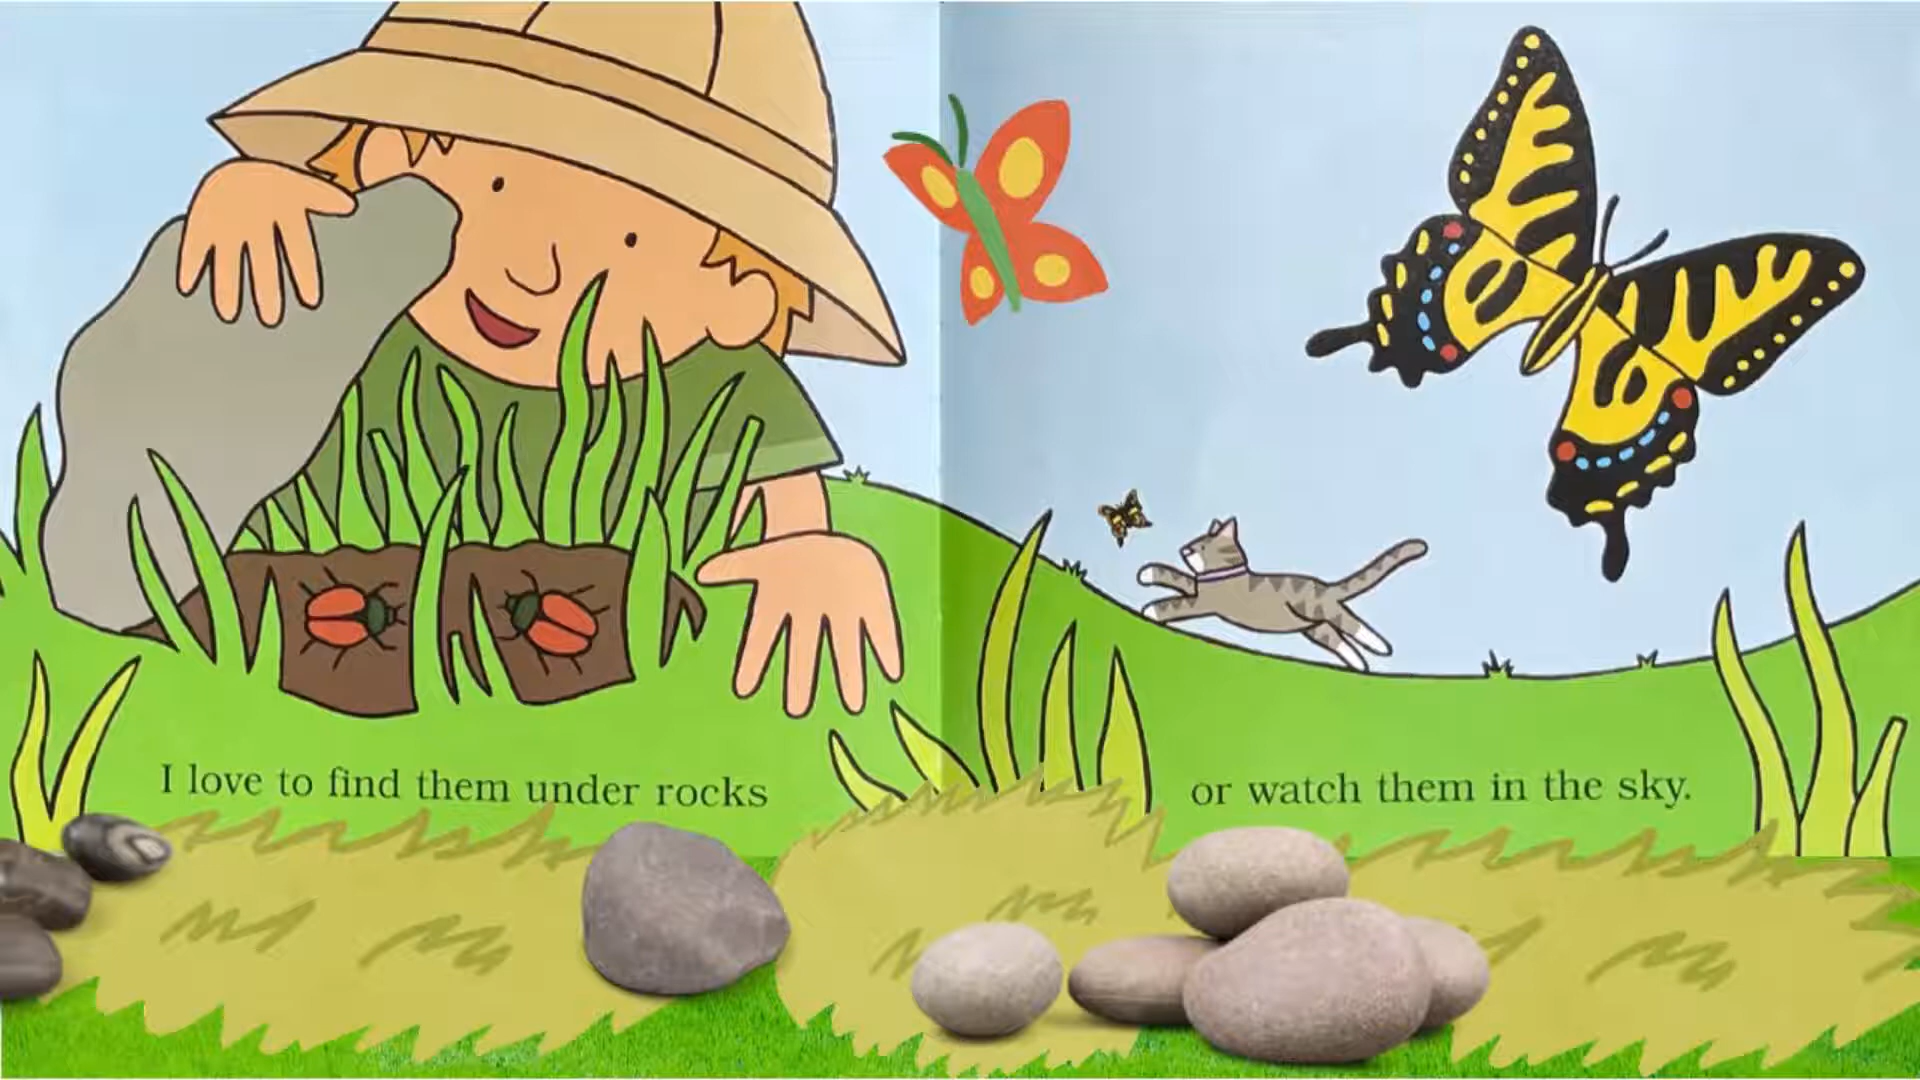 I love to find them under rocks
or watch them in the sky.